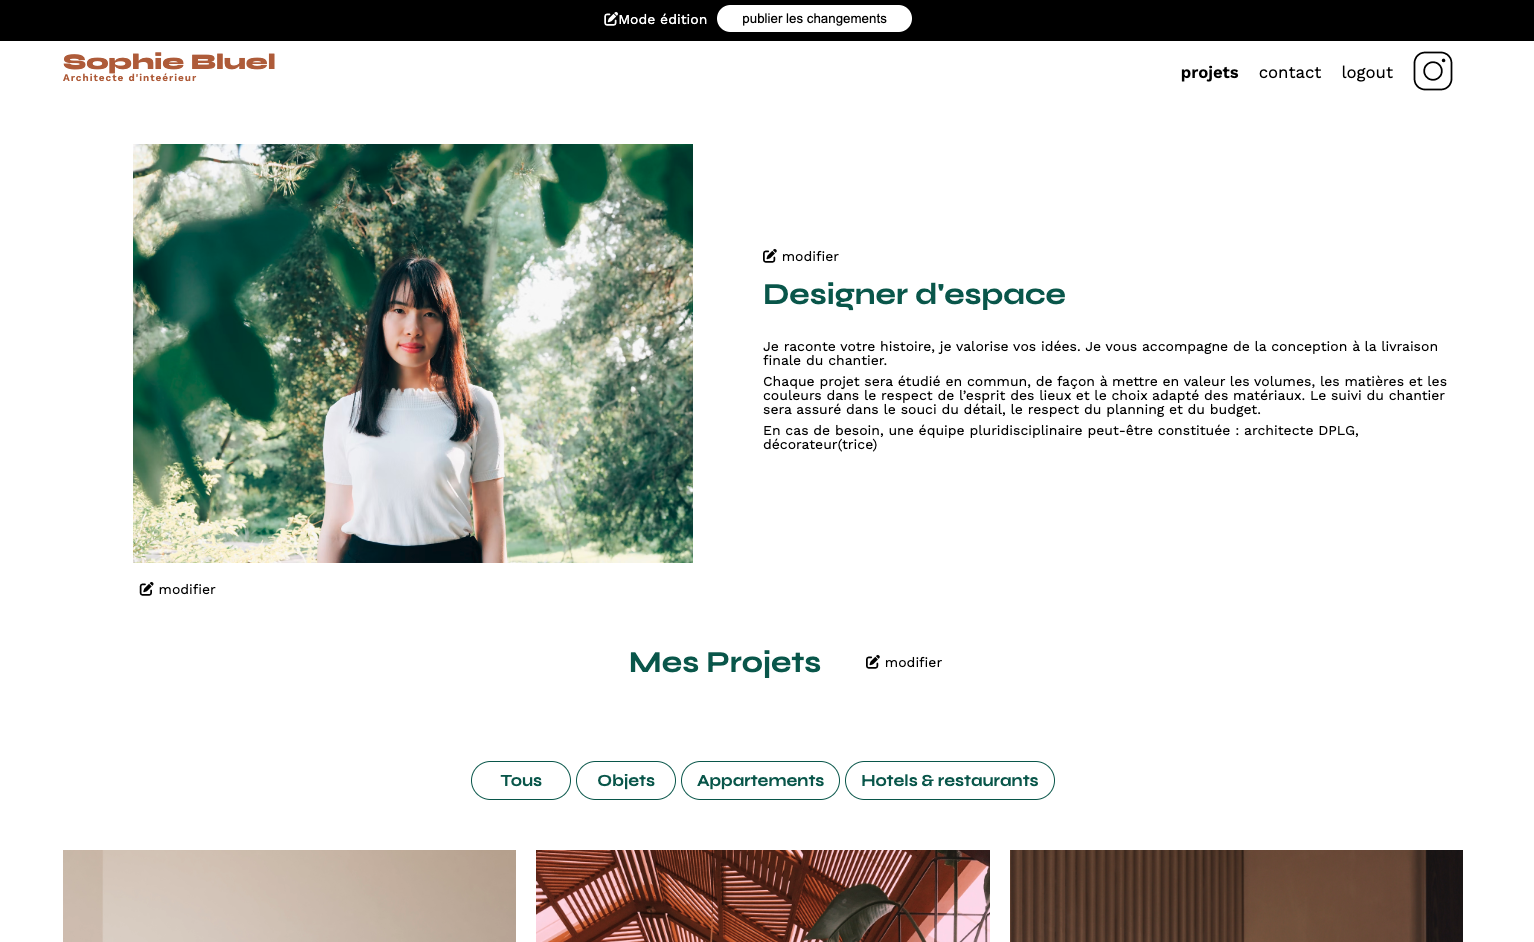 Mode édition
publier les changements
Sophie Bluel
Architecte d'inteérieur
projets
contact
logout
modifier
Designer d'espace
Je raconte votre histoire, je valorise vos idées. Je vous accompagne de la conception à la livraison
finale du chantier.
Chaque projet sera étudié en commun, de façon à mettre en valeur les volumes, les matières et les
couleurs dans le respect de l’esprit des lieux et le choix adapté des matériaux. Le suivi du chantier
sera assuré dans le souci du détail, le respect du planning et du budget.
En cas de besoin, une équipe pluridisciplinaire peut-être constituée : architecte DPLG,
décorateur(trice)
modifier
Mes Projets
modifier
Tous
Objets
Appartements
Hotels & restaurants